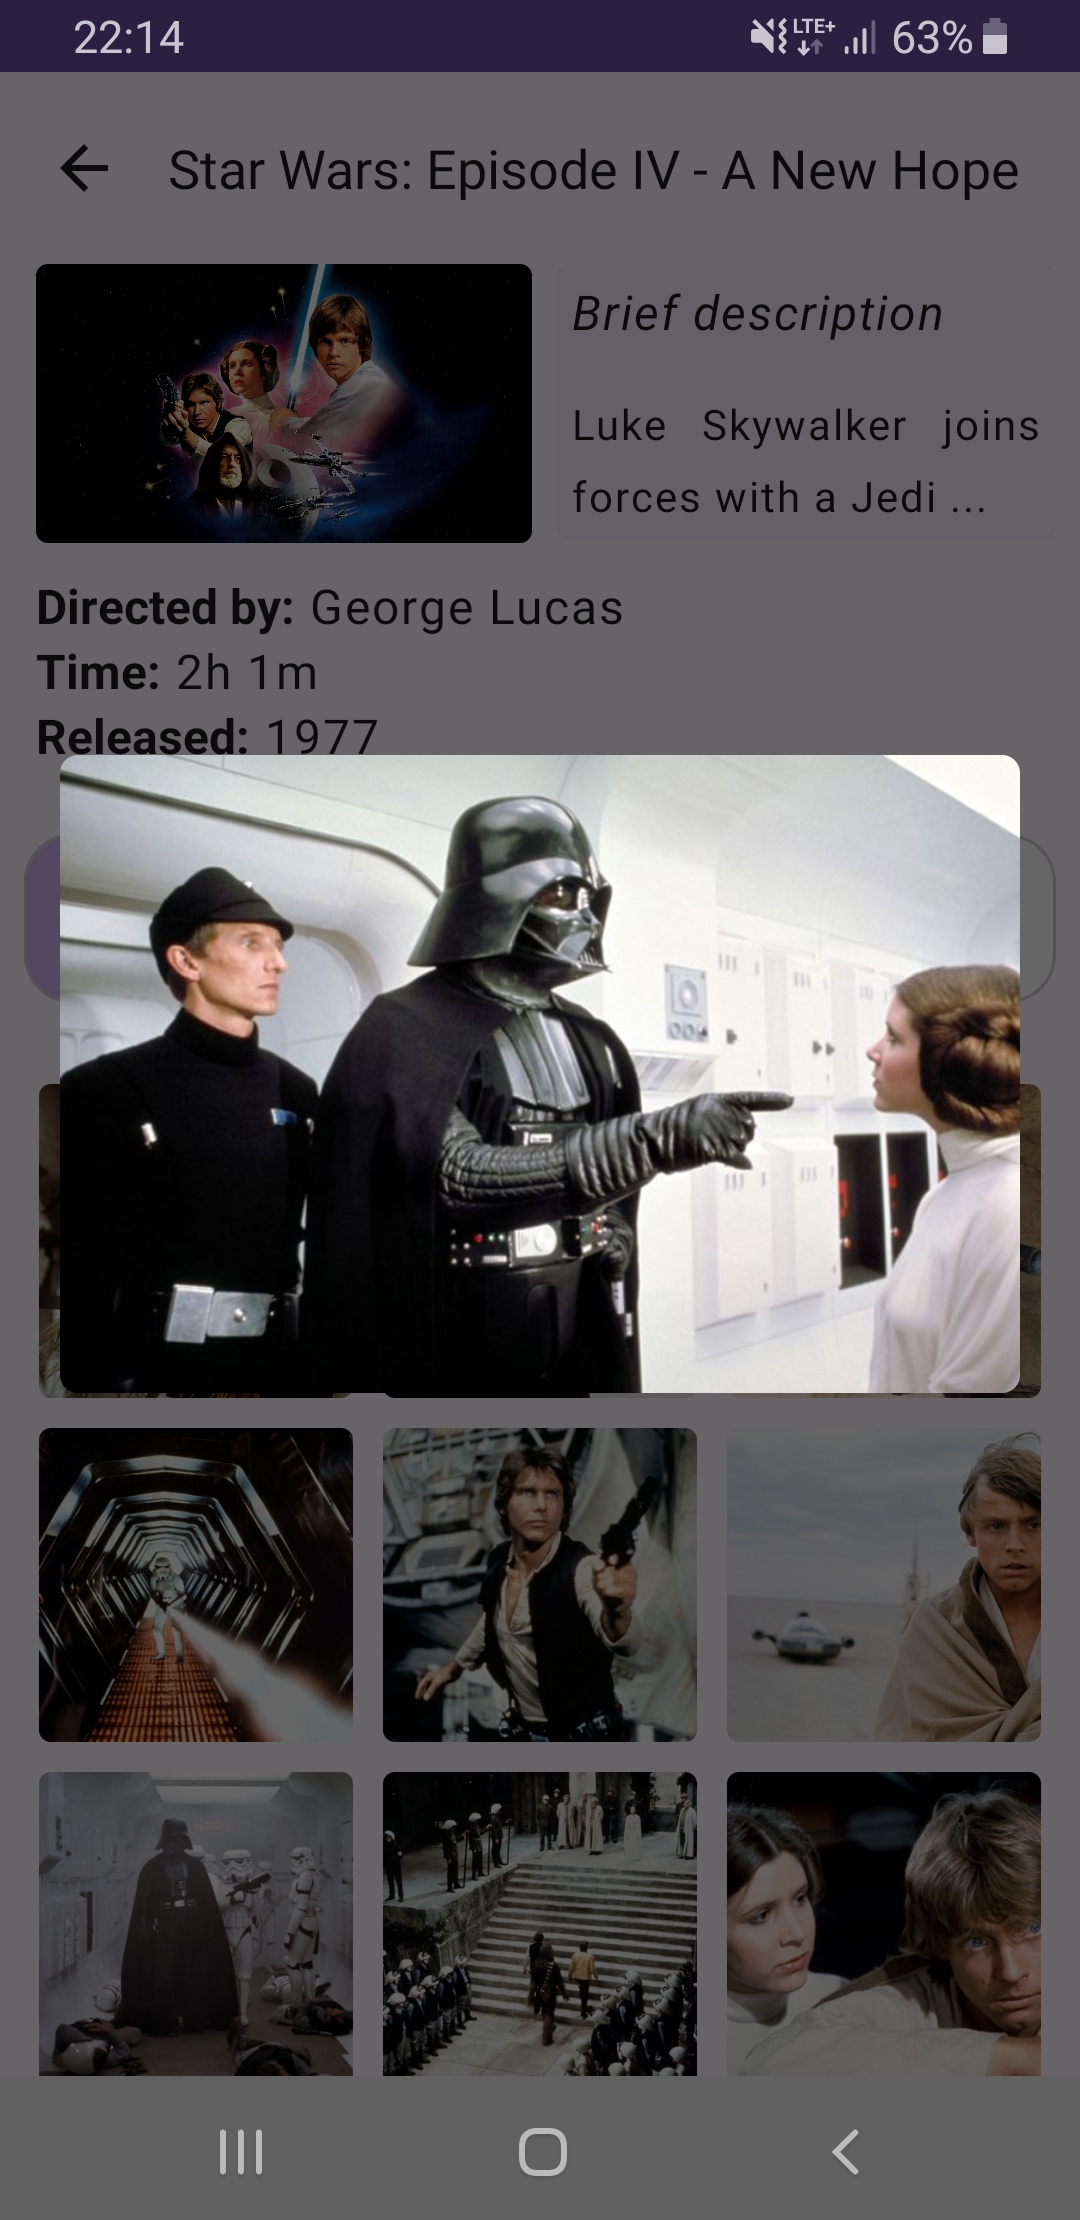 22:14
LTE+
63%
Star Wars: Episode IV - A New Hope
Brief description
Luke Skywalker joins
forces with a Jedi ...
Directed by: George Lucas
Time: 2h 1m
Released: 1977